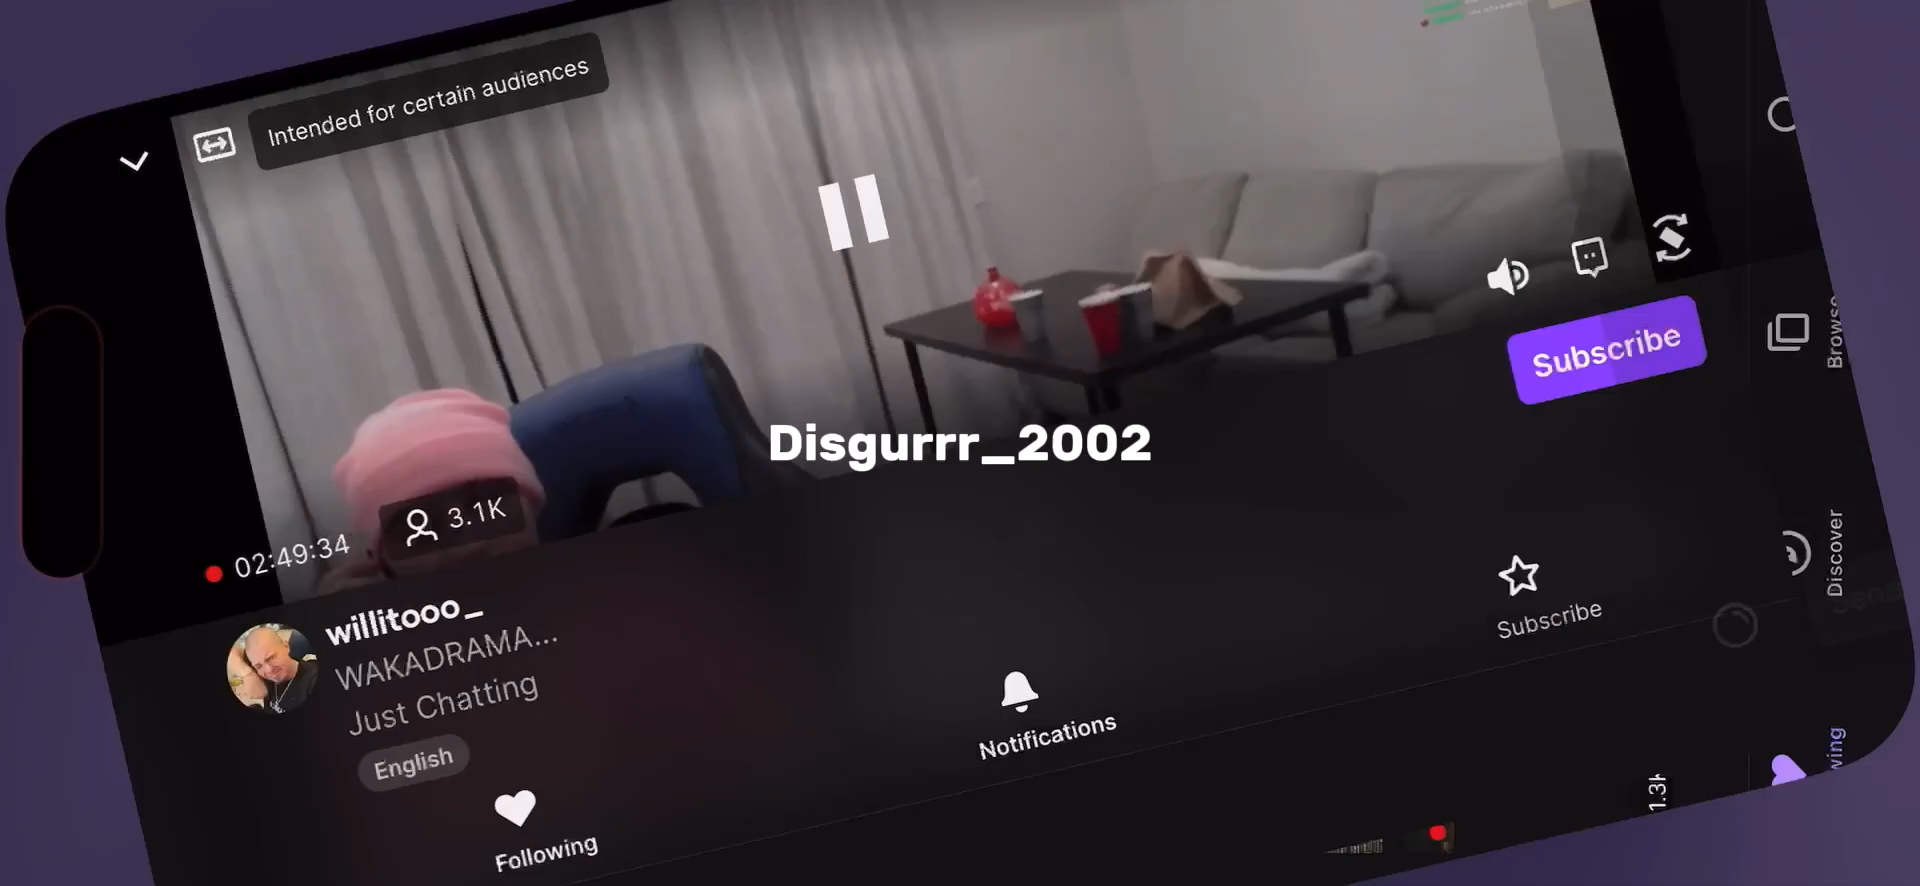 Intended for certain audiences
Subscribe
Browse
Disgurrr_2002
3.1K
02:49:34
willitooo_
WAKADRAMA...
Just Chatting
English
Subscribe
Discover
Notifications
Following